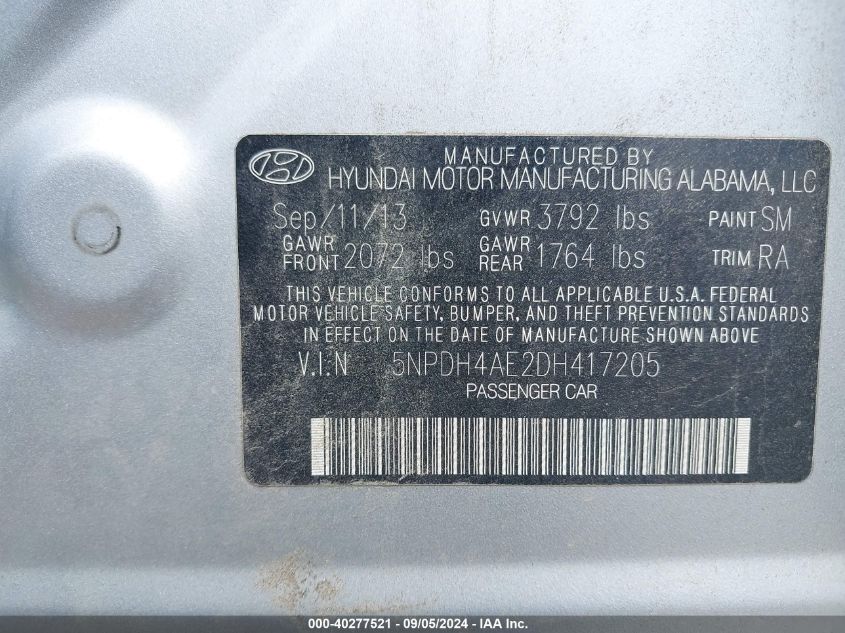 MANUFACTURED BY
HYUNDAI MOTOR MANUFACTURING ALABAMA, LLC
Sep/11/13 GVWR 3792 lbs PAINT SM
GAWR FRONT 2072 lbs GAWR REAR 1764 lbs TRIM RA
THIS VEHICLE CONFORMS TO ALL APPLICABLE U.S.A. FEDERAL
MOTOR VEHICLE SAFETY, BUMPER, AND THEFT PREVENTION STANDARDS
IN EFFECT ON THE DATE OF MANUFACTURE SHOWN ABOVE
V.I.N 5NPDH4AE2DH417205
PASSENGER CAR
000-40277521 - 09/05/2024 - IAA Inc.